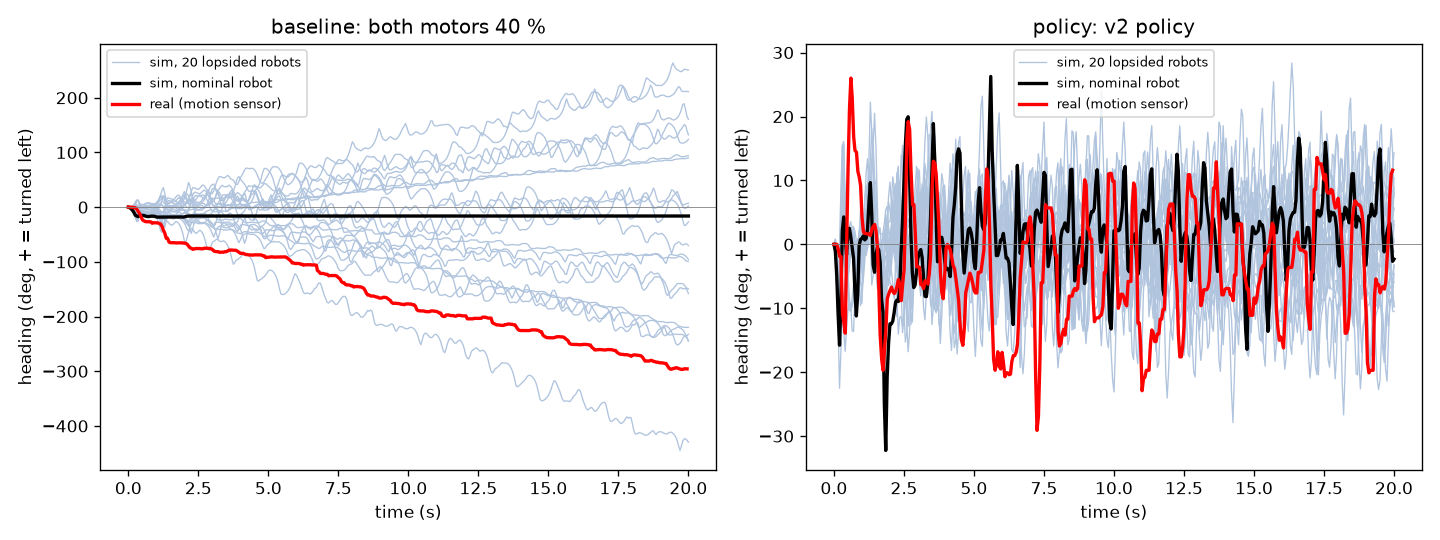 baseline: both motors 40 %
sim, 20 lopsided robots
sim, nominal robot
real (motion sensor)
heading (deg, + = turned left)
200
100
0
−100
−200
−300
−400
0.0 2.5 5.0 7.5 10.0 12.5 15.0 17.5 20.0
time (s)
policy: v2 policy
sim, 20 lopsided robots
sim, nominal robot
real (motion sensor)
heading (deg, + = turned left)
30
20
10
0
−10
−20
−30
0.0 2.5 5.0 7.5 10.0 12.5 15.0 17.5 20.0
time (s)